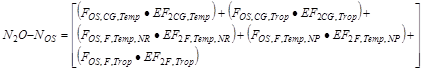 N₂O–N_OS = [(F_OS,CG,Temp • EF_2CG,Temp) + (F_OS,CG,Trop • EF_2CG,Trop) +
(F_OS,F,Temp,NR • EF_2F,Temp,NR) + (F_OS,F,Temp,NP • EF_2F,Temp,NP) +
(F_OS,F,Trop • EF_2F,Trop)]